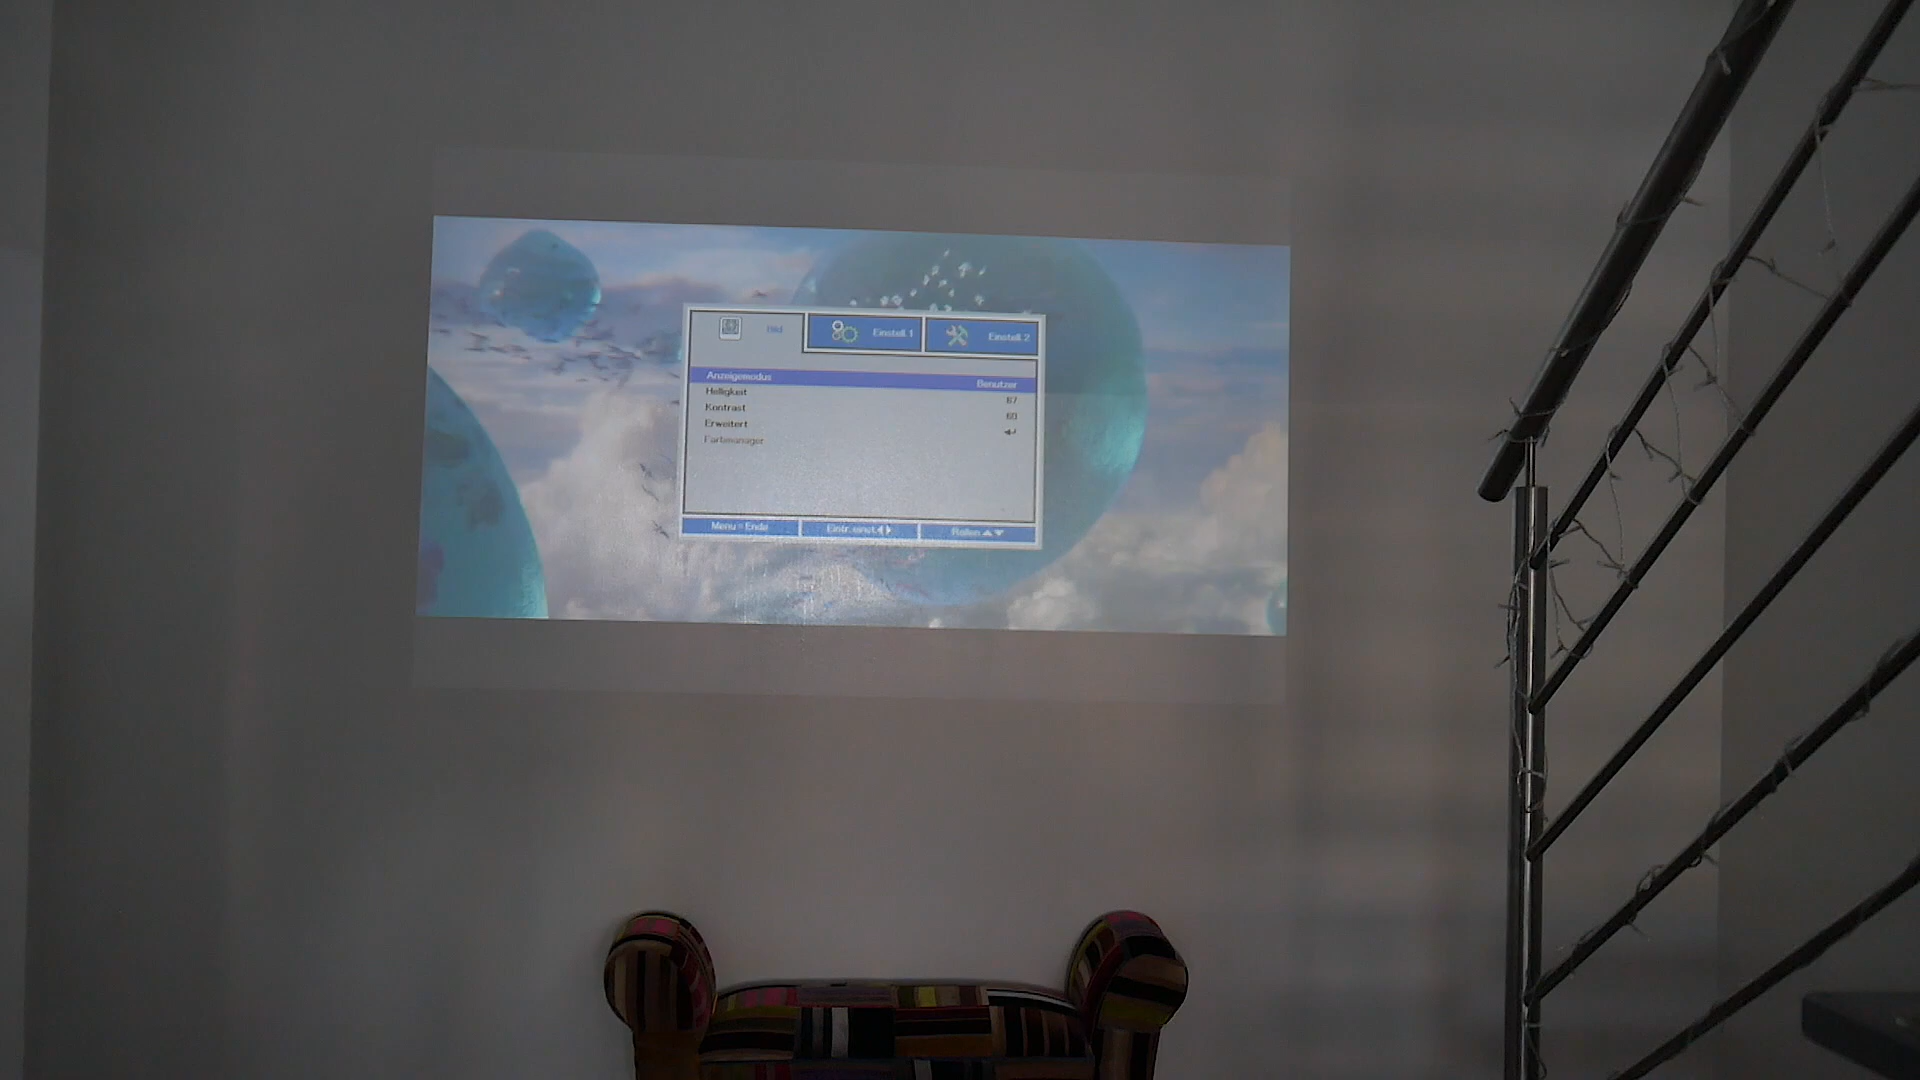 Bild Einstell.1 Einstell.2
Anzeigemodus Benutzer
Helligkeit 67
Kontrast 60
Erweitert
Farbmanager
Menu = Ende Eintr. einst. Rollen